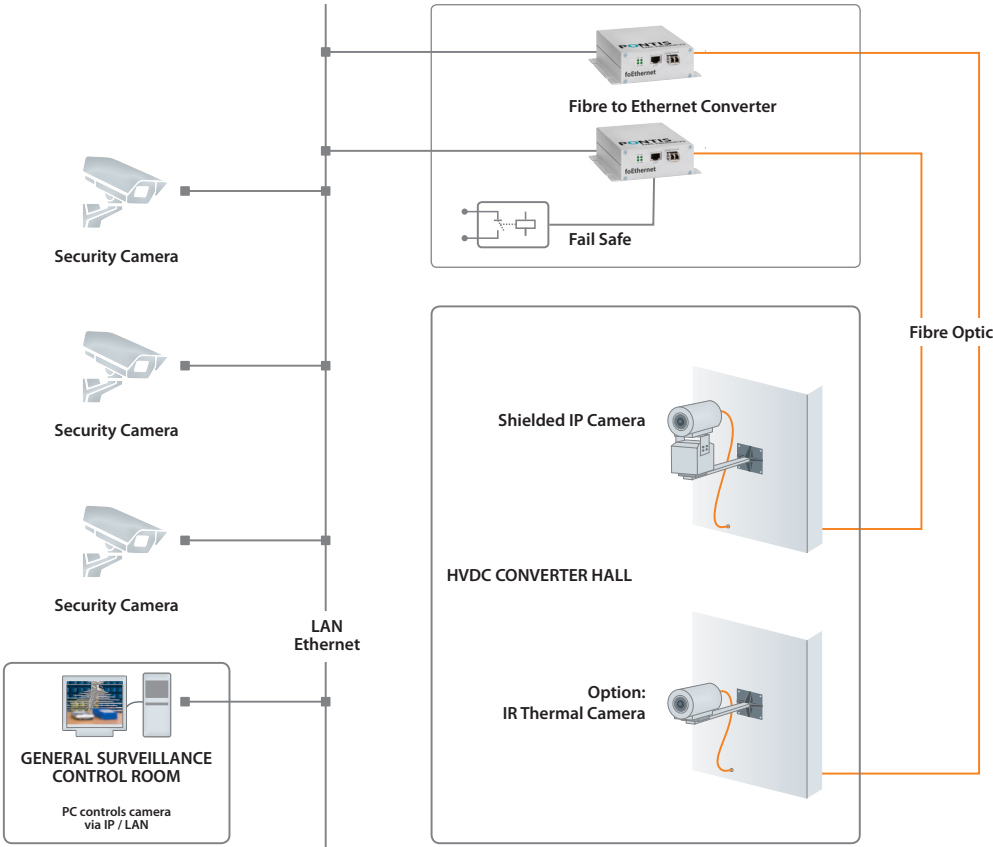 PONTIS
foEthernet
Fibre to Ethernet Converter
PONTIS
foEthernet
Fail Safe
Security Camera
Security Camera
Security Camera
LAN
Ethernet
Fibre Optic
Shielded IP Camera
HVDC CONVERTER HALL
Option:
IR Thermal Camera
GENERAL SURVEILLANCE
CONTROL ROOM
PC controls camera
via IP / LAN